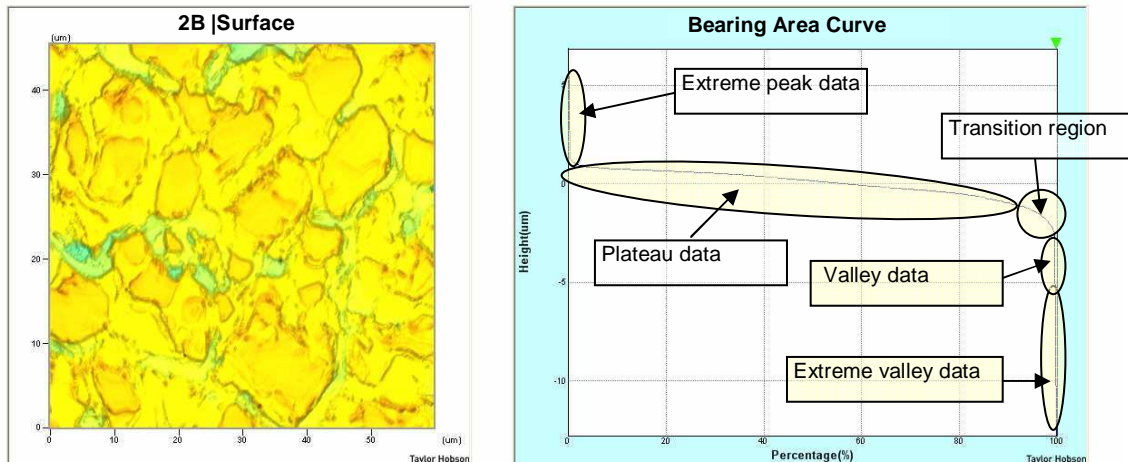 2B |Surface
(um)
40
30
20
10
0
0
10
20
30
40
50
(um)
Taylor Hobson
Bearing Area Curve
Extreme peak data
Transition region
0
Plateau data
Valley data
-5
Extreme valley data
-10
Height(um)
0
20
40
60
80
100
Percentage(%)
Taylor Hobson